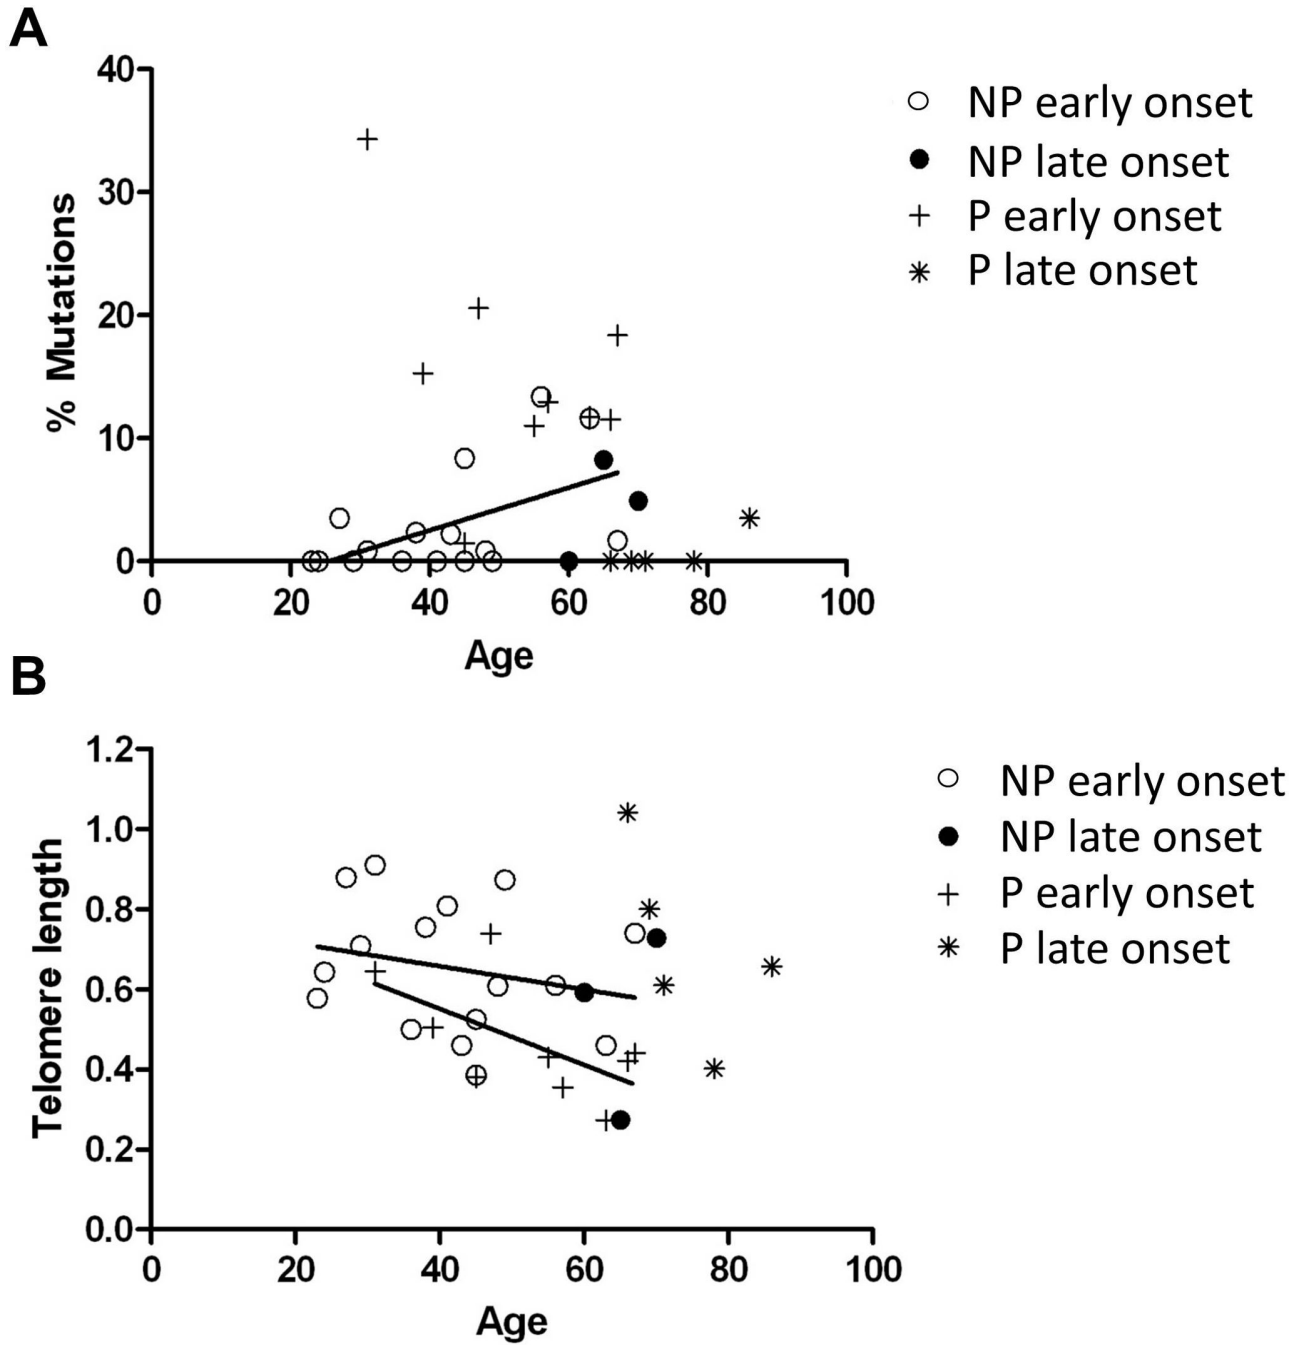 A
40
30
20
10
0
% Mutations
0 20 40 60 80 100
Age
NP early onset
NP late onset
P early onset
P late onset
B
1.2
1.0
0.8
0.6
0.4
0.2
0.0
Telomere length
0 20 40 60 80 100
Age
NP early onset
NP late onset
P early onset
P late onset